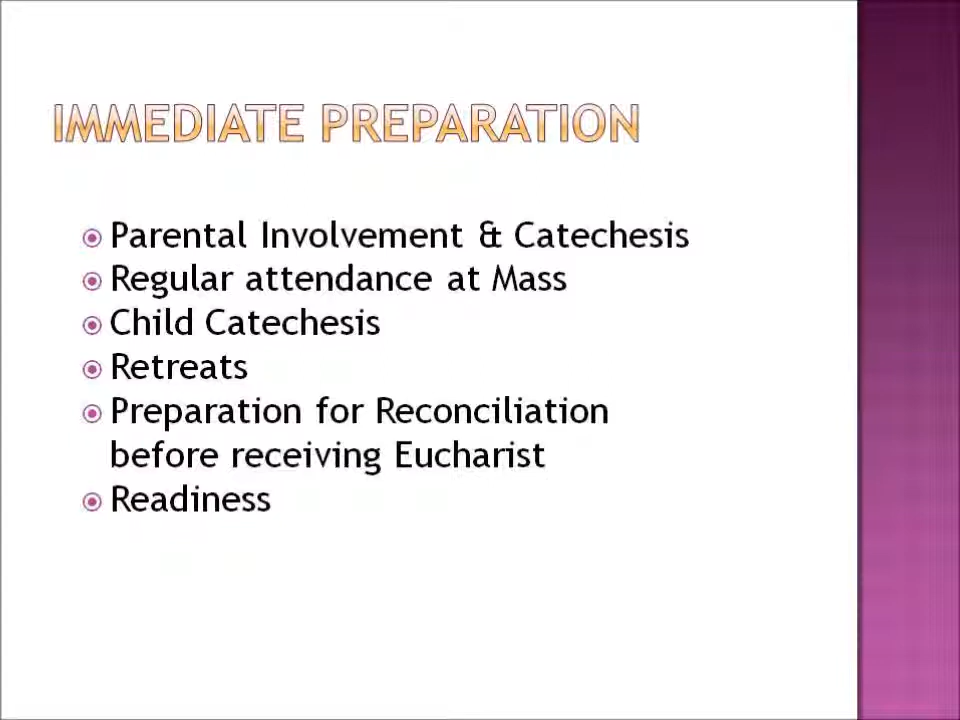 IMMEDIATE PREPARATION
Parental Involvement & Catechesis
Regular attendance at Mass
Child Catechesis
Retreats
Preparation for Reconciliation
before receiving Eucharist
Readiness